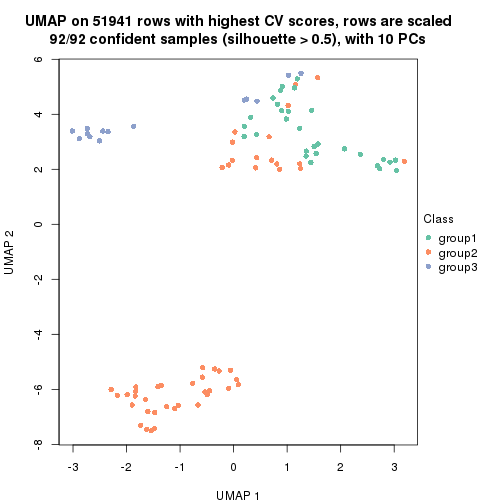 UMAP on 51941 rows with highest CV scores, rows are scaled
92/92 confident samples (silhouette > 0.5), with 10 PCs
6
4
2
0
-2
-4
-6
-8
UMAP 2
-3
-2
-1
0
1
2
3
UMAP 1
Class
group1
group2
group3